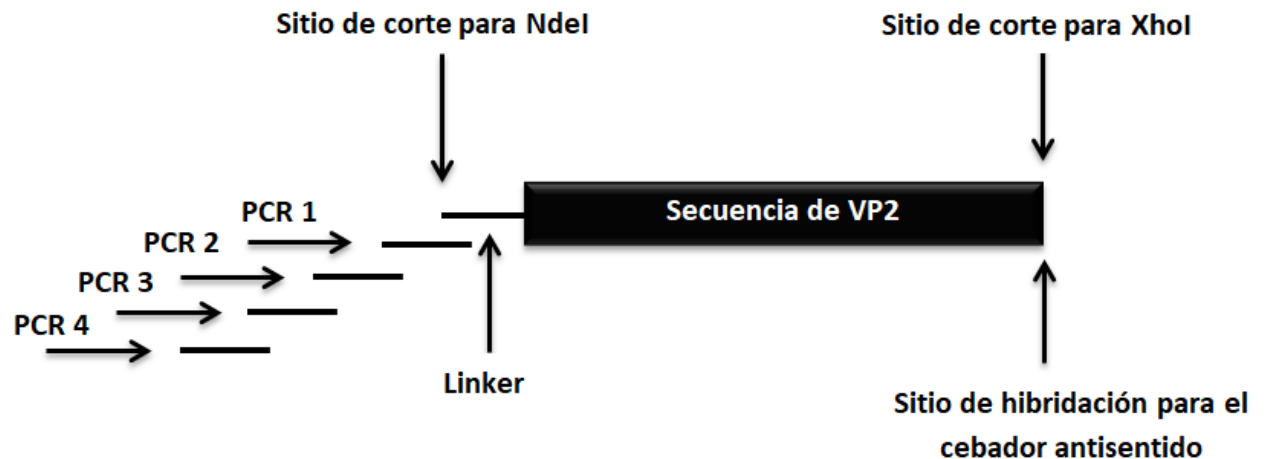 Sitio de corte para NdeI
Sitio de corte para XhoI
Secuencia de VP2
PCR 1
PCR 2
PCR 3
PCR 4
Linker
Sitio de hibridación para el
cebador antisentido